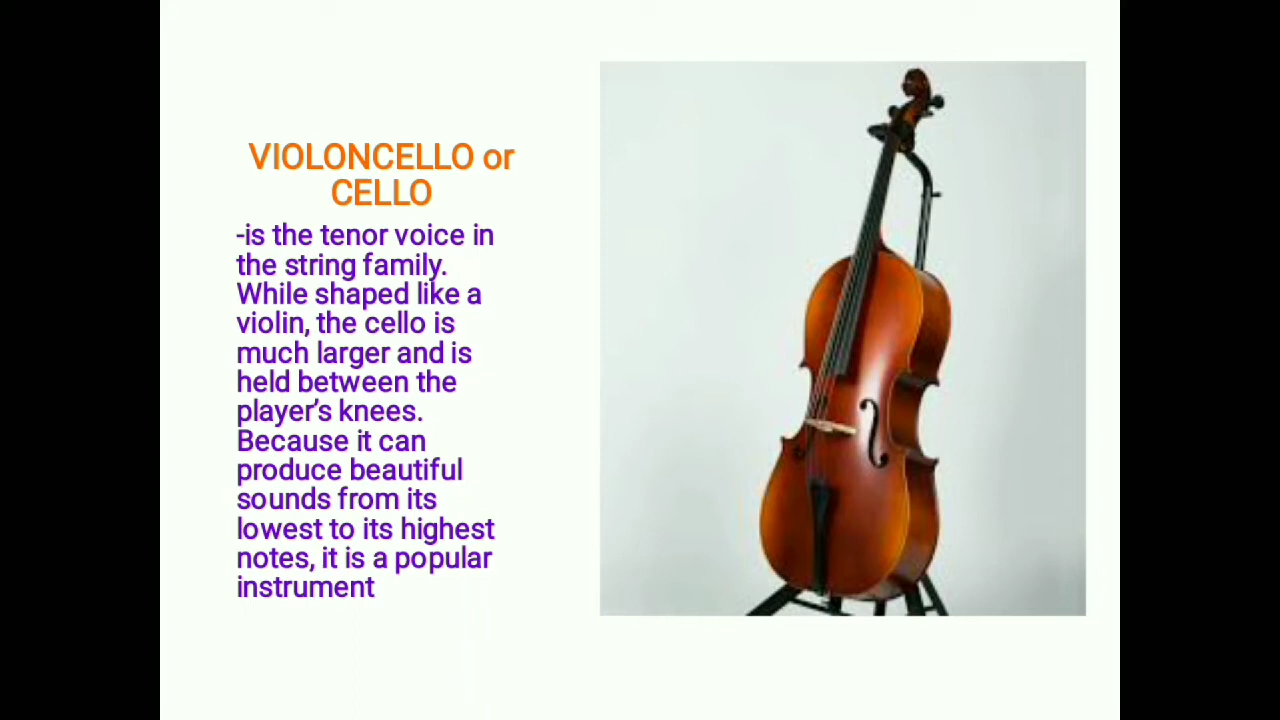 VIOLONCELLO or
CELLO
-is the tenor voice in
the string family.
While shaped like a
violin, the cello is
much larger and is
held between the
player’s knees.
Because it can
produce beautiful
sounds from its
lowest to its highest
notes, it is a popular
instrument